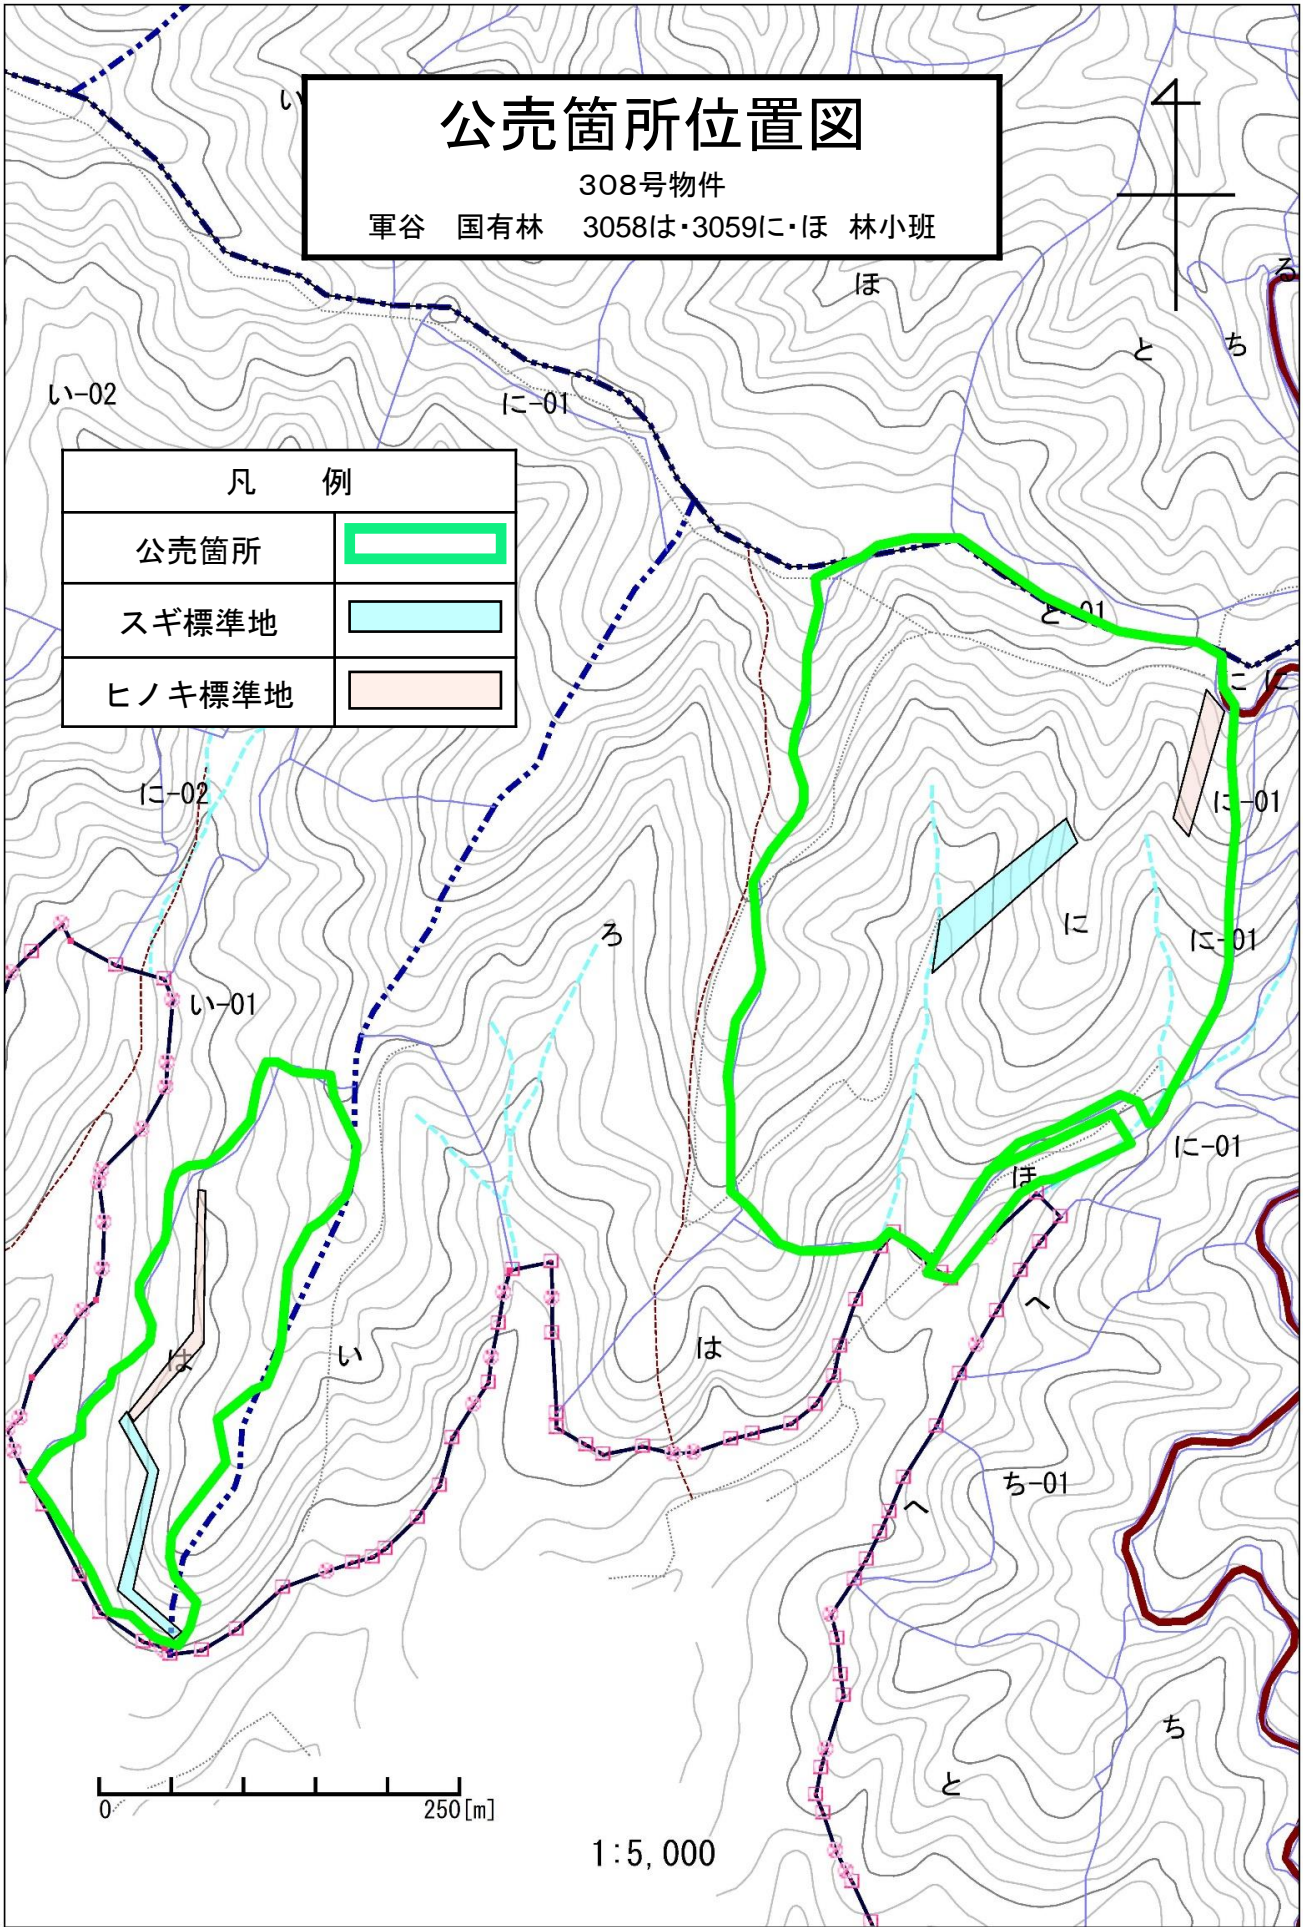 公売箇所位置図
308号物件
軍谷 国有林 3058は・3059に・ほ 林小班
い
ほ
る
と
ち
い-02
に-01
凡 例
公売箇所
スギ標準地
ヒノキ標準地
と-01
に
に
に-02
に-01
ろ
に
に-01
い-01
に-01
ほ
へ
は
い
は
ち-01
へ
ち
と
0
250[m]
1:5,000